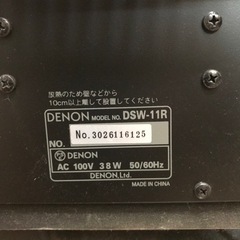 放熱のため壁などから
10cm以上離して設置してください
DENON MODEL NO. DSW-11R
No.3026116125
NO.
DENON
AC 100V 38W 50/60Hz
DENON, Ltd.
MADE IN CHINA